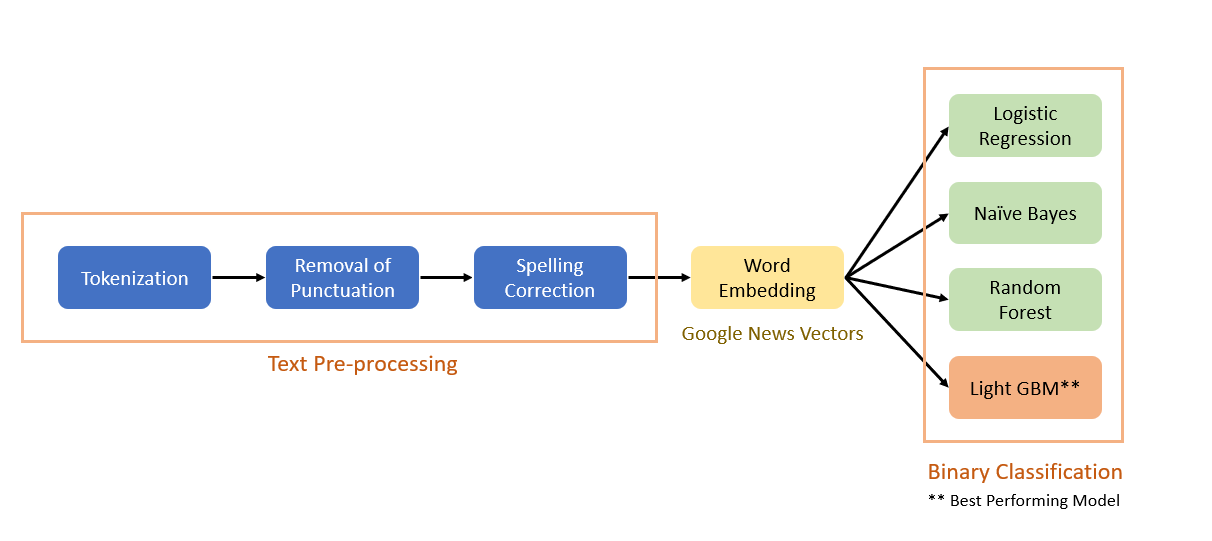 Tokenization
Removal of
Punctuation
Spelling
Correction
Text Pre-processing
Word
Embedding
Google News Vectors
Logistic
Regression
Naïve Bayes
Random
Forest
Light GBM**
Binary Classification
** Best Performing Model